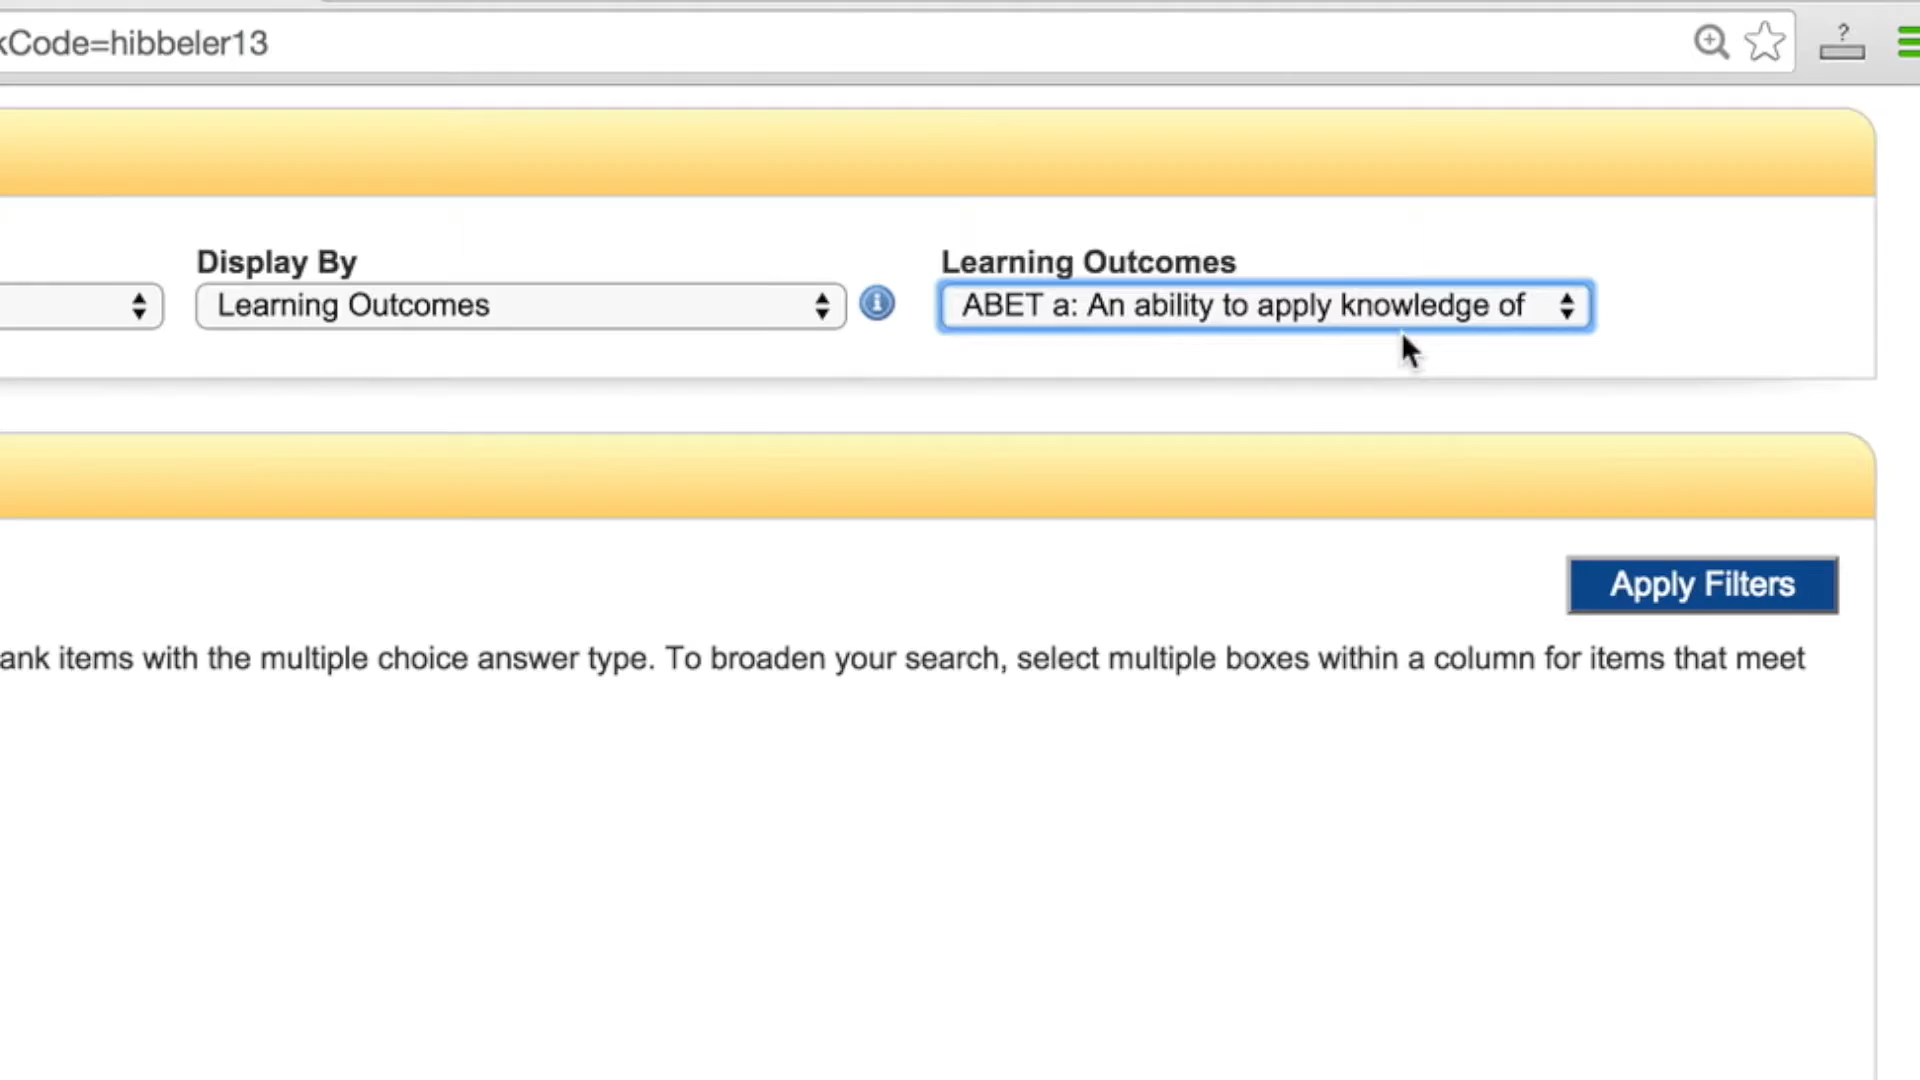 kCode=hibbeler13
?
Display By
Learning Outcomes
Learning Outcomes
ABET a: An ability to apply knowledge of
Apply Filters
ank items with the multiple choice answer type. To broaden your search, select multiple boxes within a column for items that meet